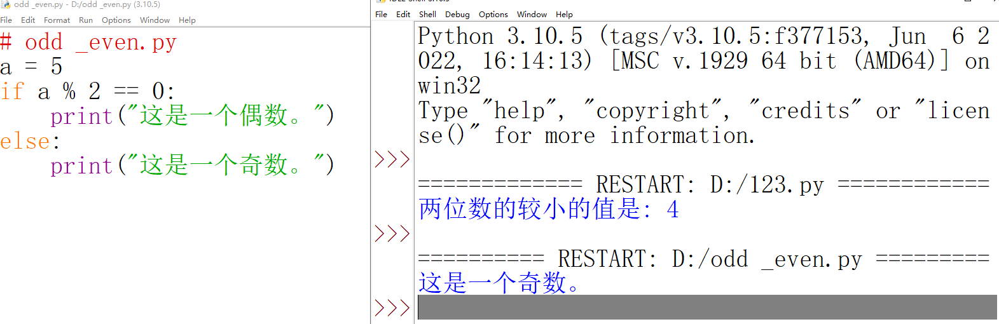 odd _even.py - D:/odd _even.py (3.10.5)
File Edit Format Run Options Window Help
# odd _even.py
a = 5
if a % 2 == 0:
    print("这是一个偶数。")
else:
    print("这是一个奇数。")
File Edit Shell Debug Options Window Help
Python 3.10.5 (tags/v3.10.5:f377153, Jun  6 2
022, 16:14:13) [MSC v.1929 64 bit (AMD64)] on
win32
Type "help", "copyright", "credits" or "licen
se()" for more information.
>>>
============= RESTART: D:/123.py ============
两位数的较小的值是: 4
>>>
========== RESTART: D:/odd _even.py =========
这是一个奇数。
>>>